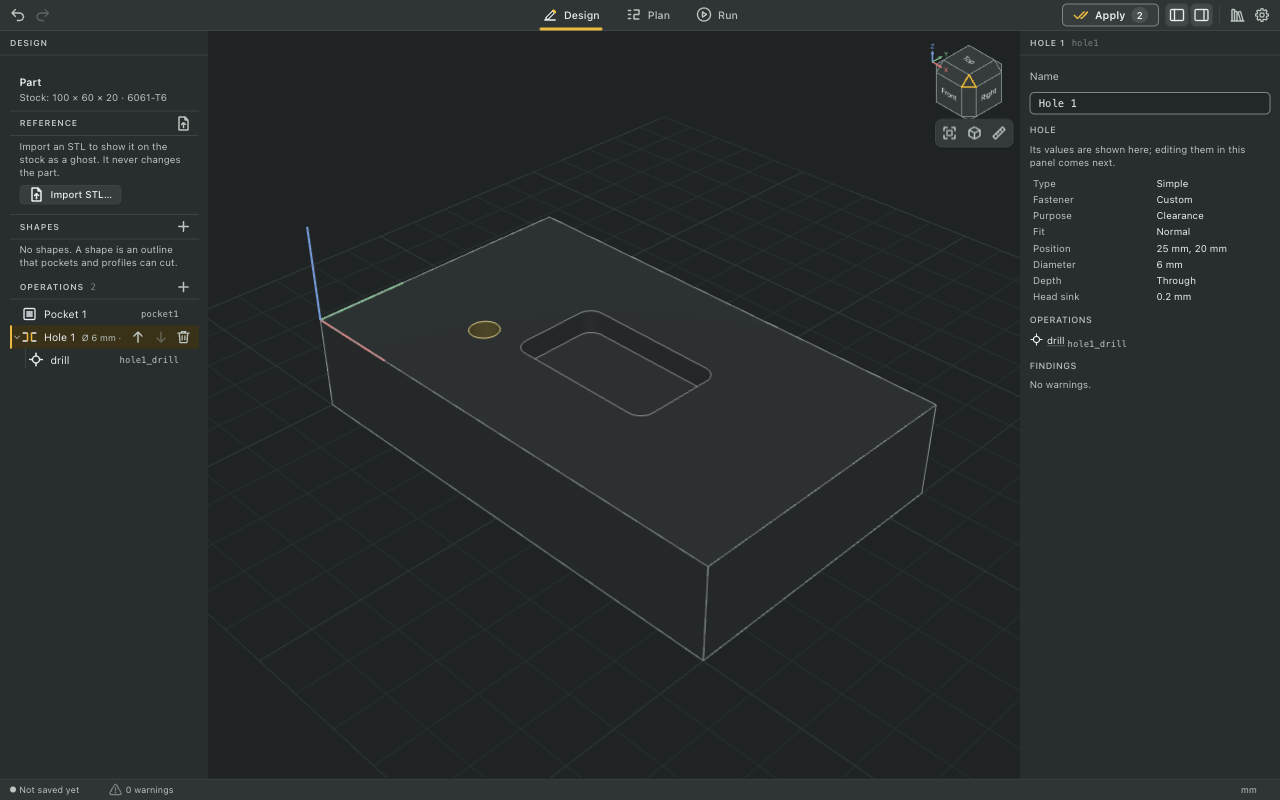 Design
Plan
Run
Apply 2
DESIGN
Part
Stock: 100 × 60 × 20 · 6061-T6
REFERENCE
Import an STL to show it on the
stock as a ghost. It never changes
the part.
Import STL…
SHAPES
No shapes. A shape is an outline
that pockets and profiles can cut.
OPERATIONS 2
Pocket 1 pocket1
Hole 1 Ø 6 mm ·
drill hole1_drill
Z
Y
X
Top
Front
Right
HOLE 1 hole1
Name
Hole 1
HOLE
Its values are shown here; editing them in this
panel comes next.
Type Simple
Fastener Custom
Purpose Clearance
Fit Normal
Position 25 mm, 20 mm
Diameter 6 mm
Depth Through
Head sink 0.2 mm
OPERATIONS
drill hole1_drill
FINDINGS
No warnings.
Not saved yet
0 warnings
mm